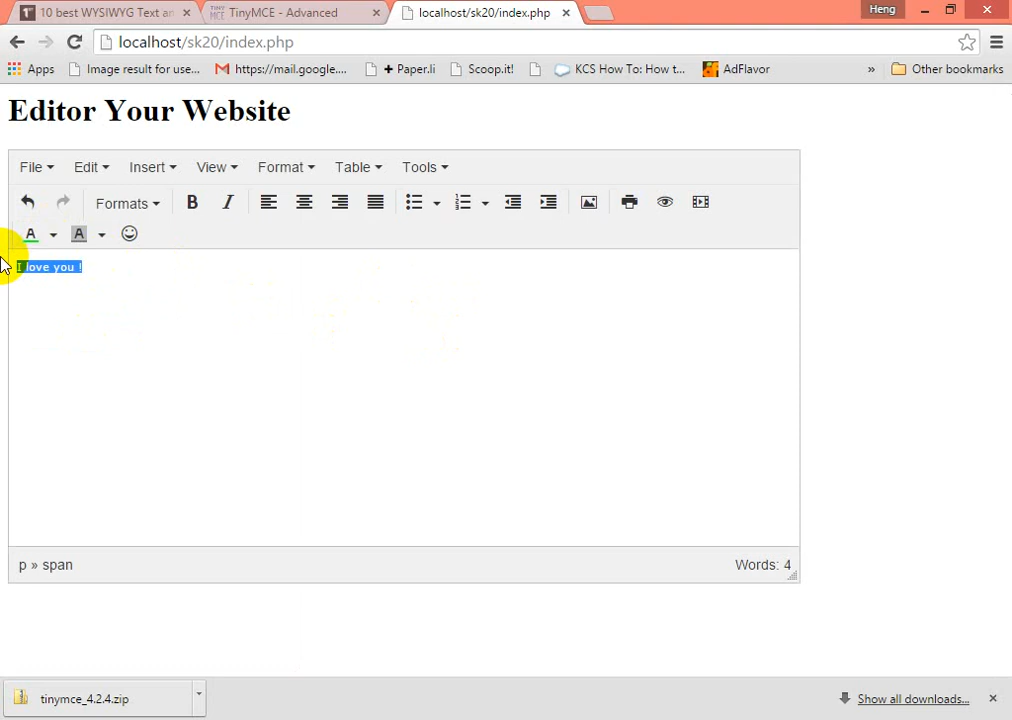 10 best WYSIWYG Text an
TinyMCE - Advanced
localhost/sk20/index.php
Heng
localhost/sk20/index.php
Apps
Image result for use...
https://mail.google....
+ Paper.li
Scoop.it!
KCS How To: How t...
AdFlavor
»
Other bookmarks
Editor Your Website
File
Edit
Insert
View
Format
Table
Tools
Formats
B
I
A
A
I love you !
p » span
Words: 4
tinymce_4.2.4.zip
Show all downloads...